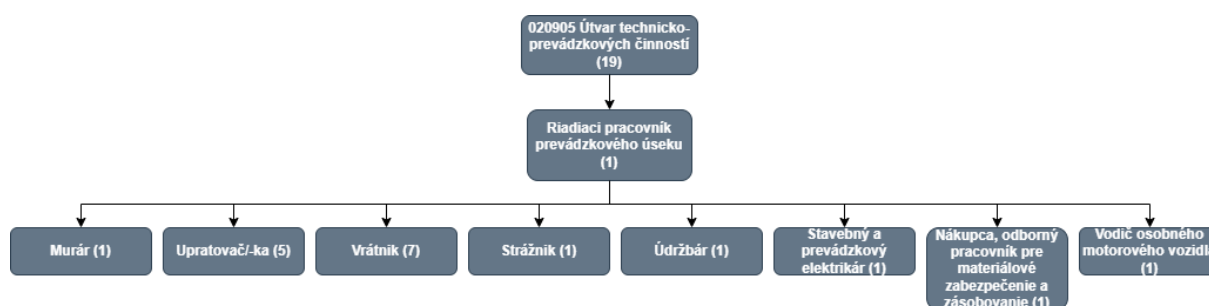 020905 Útvar technicko-
prevádzkových činností
(19)
Riadiaci pracovník
prevádzkového úseku
(1)
Murár (1)
Upratovač/-ka (5)
Vrátnik (7)
Strážnik (1)
Údržbár (1)
Stavebný a
prevádzkový
elektrikár (1)
Nákupca, odborný
pracovník pre
materiálové
zabezpečenie a
zásobovanie (1)
Vodič osobného
motorového vozidla
(1)